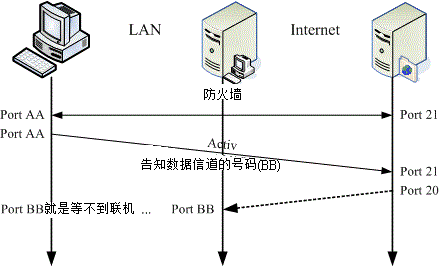 LAN Internet
防火墙
Port AA Port 21
Port AA
Activ
告知数据信道的号码(BB)
Port 21
Port 20
Port BB就是等不到联机 ... Port BB